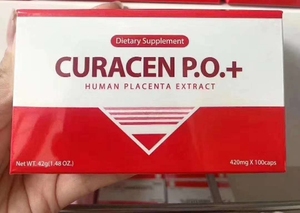 Dietary Supplement
CURACEN P.O.+
HUMAN PLACENTA EXTRACT
Net WT. 42g(1.48 OZ.)
420mg X 100caps